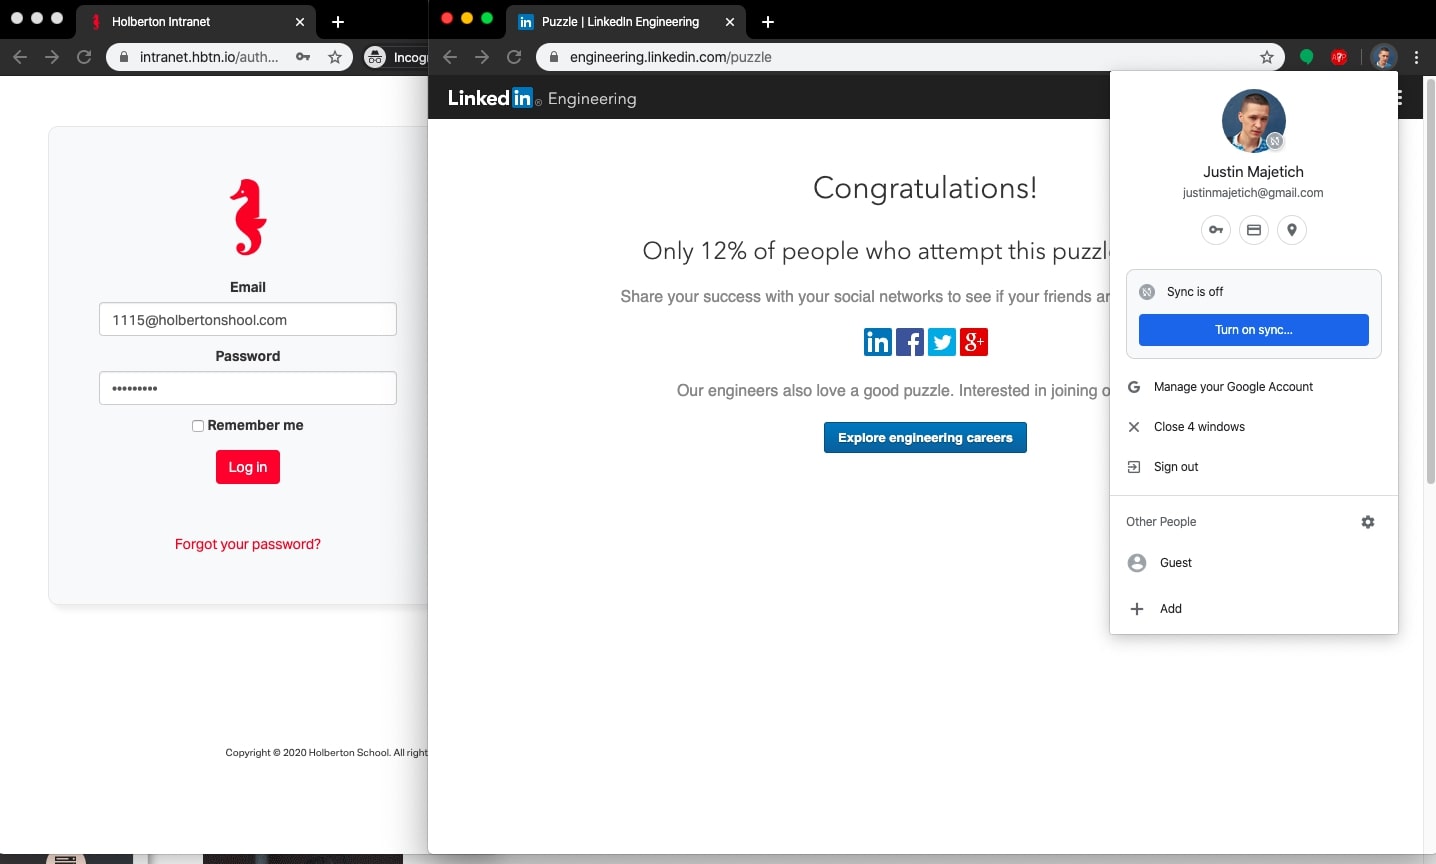 Holberton Intranet
intranet.hbtn.io/auth...
Incog
Email
1115@holbertonshool.com
Password
•••••••••
Remember me
Log in
Forgot your password?
Copyright © 2020 Holberton School. All right
Puzzle | LinkedIn Engineering
engineering.linkedin.com/puzzle
Linked in ® Engineering
Congratulations!
Only 12% of people who attempt this puzzl
Share your success with your social networks to see if your friends ar
in f g+
Our engineers also love a good puzzle. Interested in joining o
Explore engineering careers
Justin Majetich
justinmajetich@gmail.com
Sync is off
Turn on sync...
Manage your Google Account
Close 4 windows
Sign out
Other People
Guest
Add